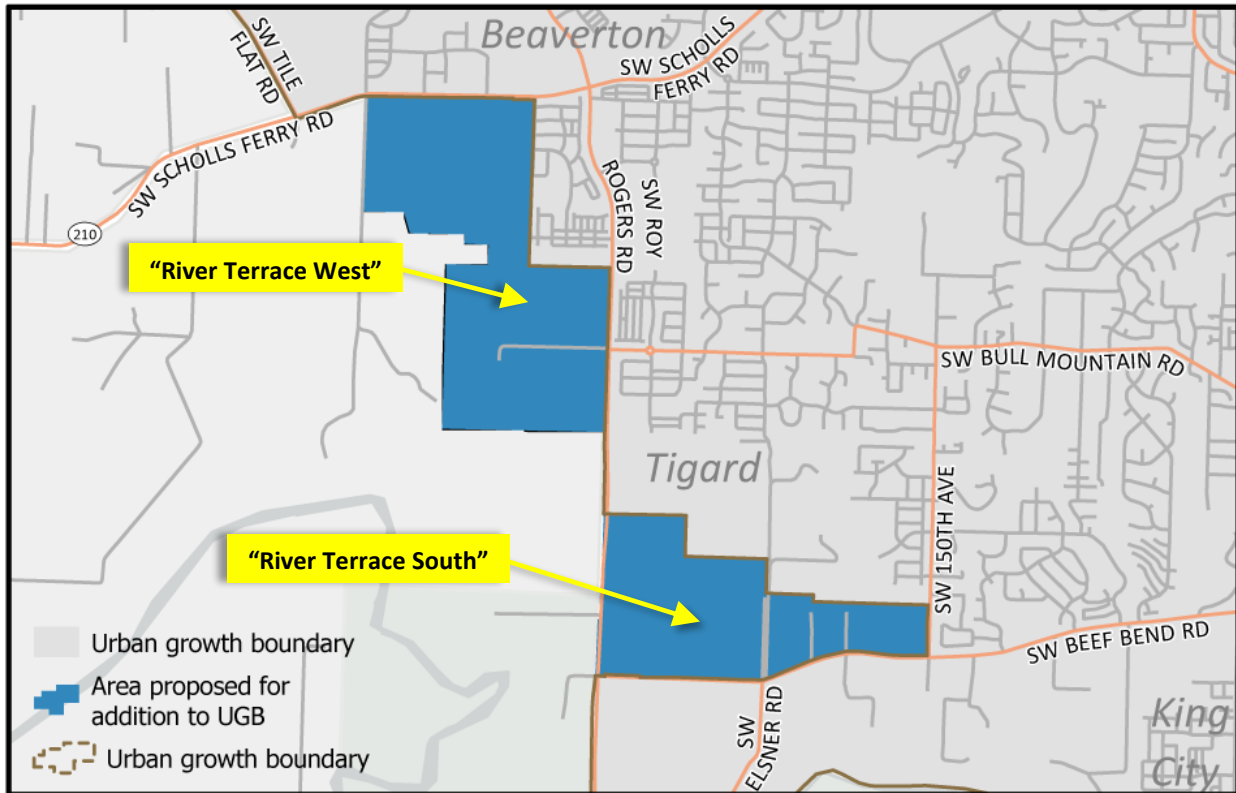 Beaverton
SW TILE
FLAT RD
SW SCHOLLS
FERRY RD
SW SCHOLLS FERRY RD
210
ROGERS RD
SW ROY
“River Terrace West”
SW BULL MOUNTAIN RD
Tigard
SW 150TH AVE
“River Terrace South”
SW BEEF BEND RD
SW
ELSNER RD
King
City
Urban growth boundary
Area proposed for
addition to UGB
Urban growth boundary